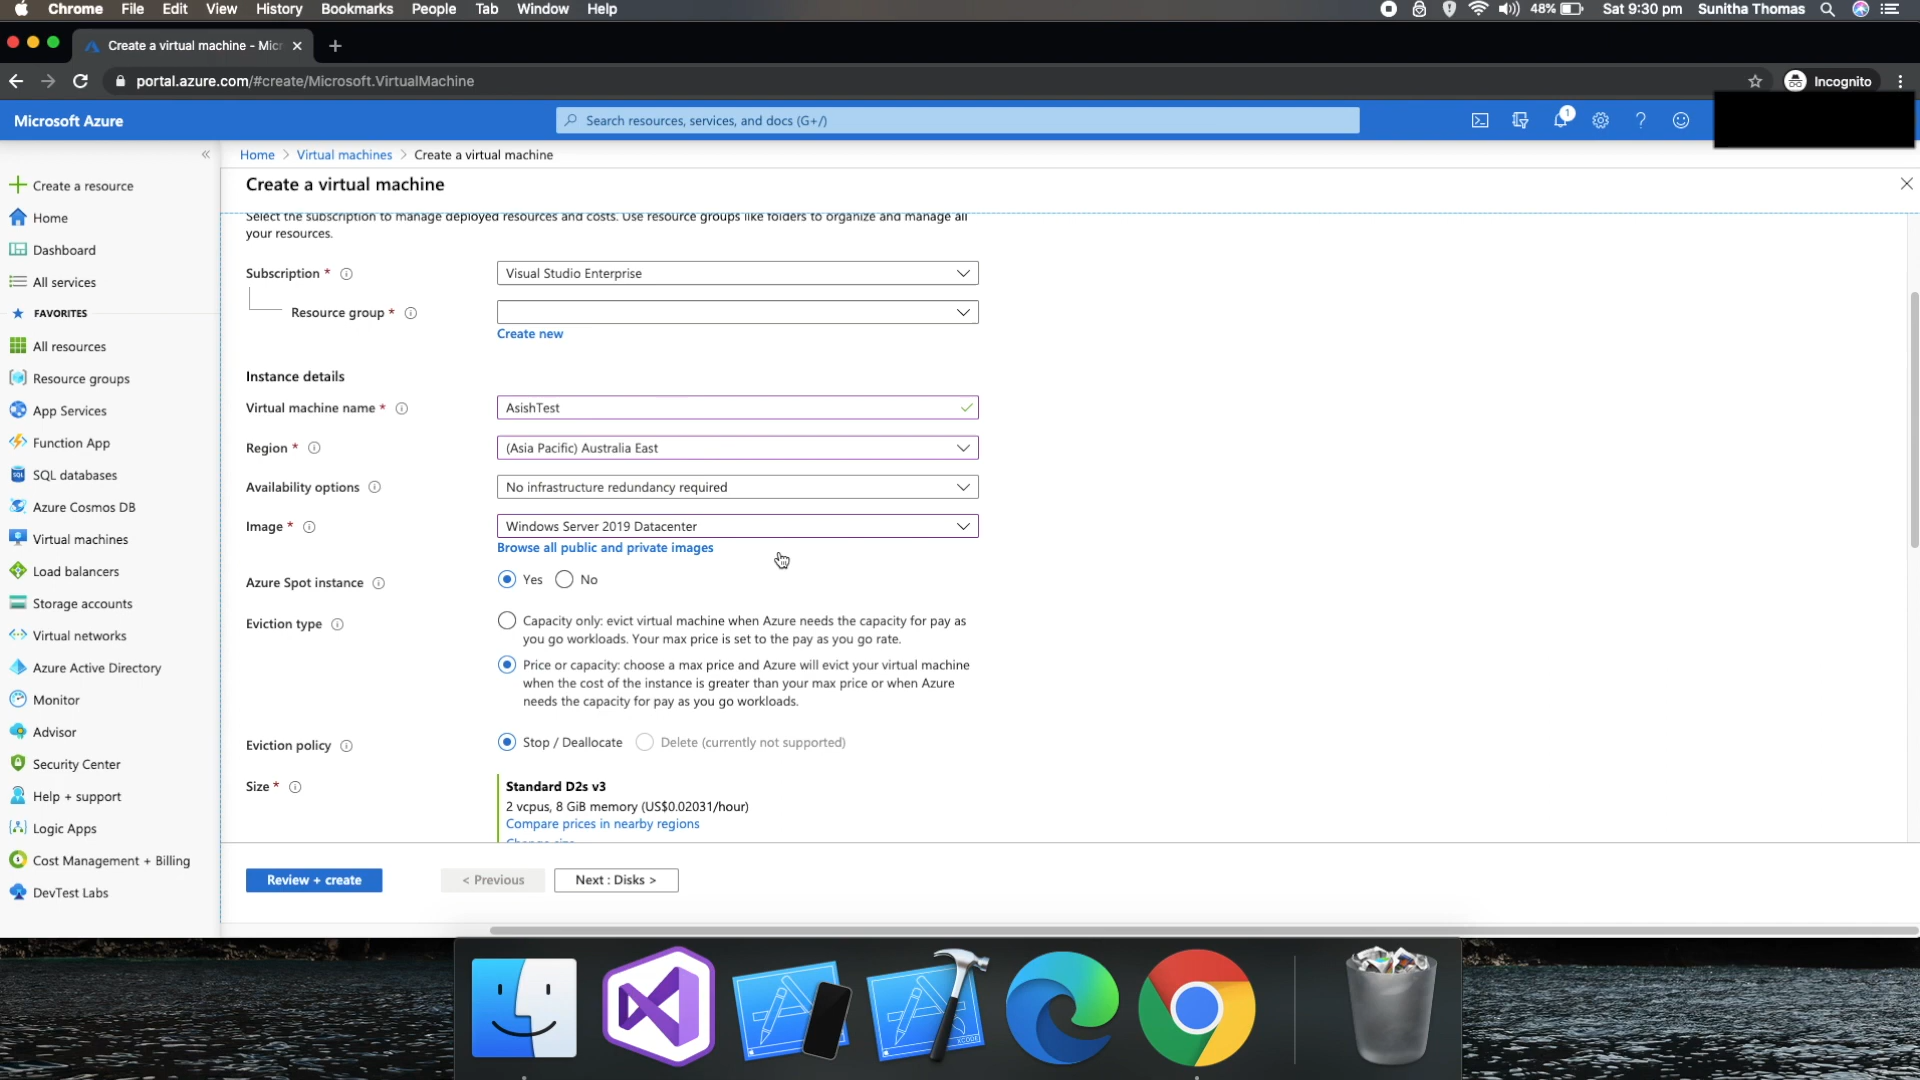 Chrome File Edit View History Bookmarks People Tab Window Help 48% Sat 9:30 pm Sunitha Thomas
Create a virtual machine - Micr
portal.azure.com/#create/Microsoft.VirtualMachine Incognito
Microsoft Azure Search resources, services, and docs (G+/) 1
Home > Virtual machines > Create a virtual machine
Create a virtual machine
Create a resource
Home
Dashboard
All services
FAVORITES
All resources
Resource groups
App Services
Function App
SQL databases
Azure Cosmos DB
Virtual machines
Load balancers
Storage accounts
Virtual networks
Azure Active Directory
Monitor
Advisor
Security Center
Help + support
Logic Apps
Cost Management + Billing
DevTest Labs
Select the subscription to manage deployed resources and costs. Use resource groups like folders to organize and manage all
your resources.
Subscription * Visual Studio Enterprise
Resource group *
Create new
Instance details
Virtual machine name * AsishTest
Region * (Asia Pacific) Australia East
Availability options No infrastructure redundancy required
Image * Windows Server 2019 Datacenter
Browse all public and private images
Azure Spot instance Yes No
Eviction type Capacity only: evict virtual machine when Azure needs the capacity for pay as
you go workloads. Your max price is set to the pay as you go rate.
Price or capacity: choose a max price and Azure will evict your virtual machine
when the cost of the instance is greater than your max price or when Azure
needs the capacity for pay as you go workloads.
Eviction policy Stop / Deallocate Delete (currently not supported)
Size * Standard D2s v3
2 vcpus, 8 GiB memory (US$0.02031/hour)
Compare prices in nearby regions
Change size
Review + create < Previous Next : Disks >
XCODE